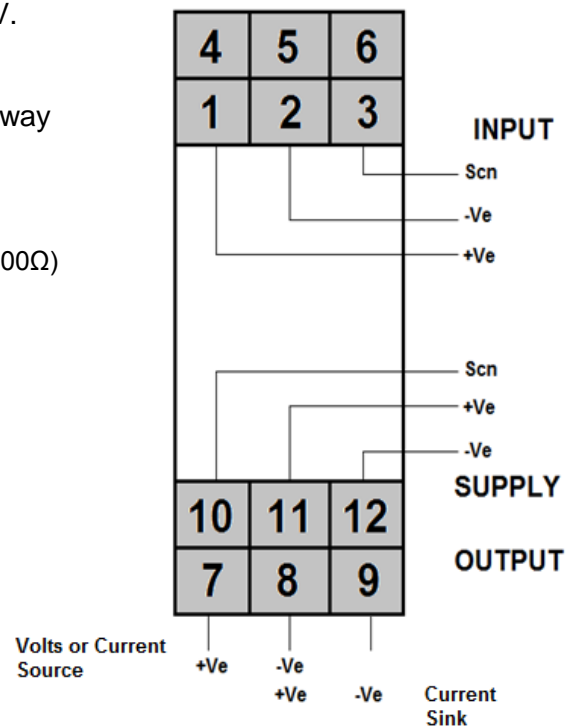 V.
4 5 6
way
1 2 3
INPUT
Scn
-Ve
+Ve
00Ω)
Scn
+Ve
-Ve
SUPPLY
10 11 12
OUTPUT
7 8 9
Volts or Current
Source
+Ve -Ve
+Ve -Ve
Current
Sink